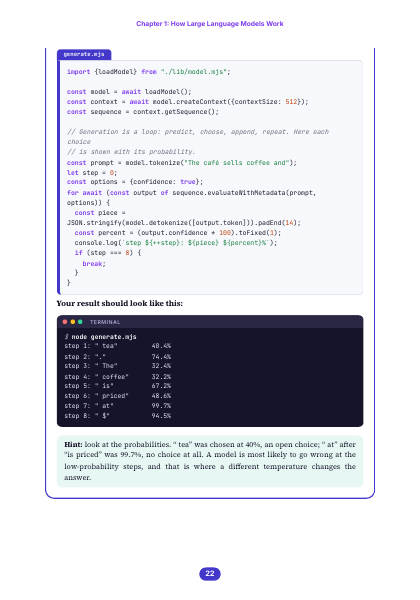 Chapter 1: How Large Language Models Work
generate.mjs
import {loadModel} from "./lib/model.mjs";
const model = await loadModel();
const context = await model.createContext({contextSize: 512});
const sequence = context.getSequence();
// Generation is a loop: predict, choose, append, repeat. Here each
choice
// is shown with its probability.
const prompt = model.tokenize("The café sells coffee and");
let step = 0;
const options = {confidence: true};
for await (const output of sequence.evaluateWithMetadata(prompt,
options)) {
const piece =
JSON.stringify(model.detokenize([output.token])).padEnd(14);
const percent = (output.confidence * 100).toFixed(1);
console.log(`step ${++step}: ${piece} ${percent}%`);
if (step === 8) {
break;
}
}
Your result should look like this:
TERMINAL
$ node generate.mjs
step 1: " tea" 40.4%
step 2: "." 74.4%
step 3: " The" 32.4%
step 4: " coffee" 32.2%
step 5: " is" 67.2%
step 6: " priced" 48.6%
step 7: " at" 99.7%
step 8: " $" 94.5%
Hint: look at the probabilities. “ tea” was chosen at 40%, an open choice; “ at” after
“is priced” was 99.7%, no choice at all. A model is most likely to go wrong at the
low-probability steps, and that is where a different temperature changes the
answer.
22